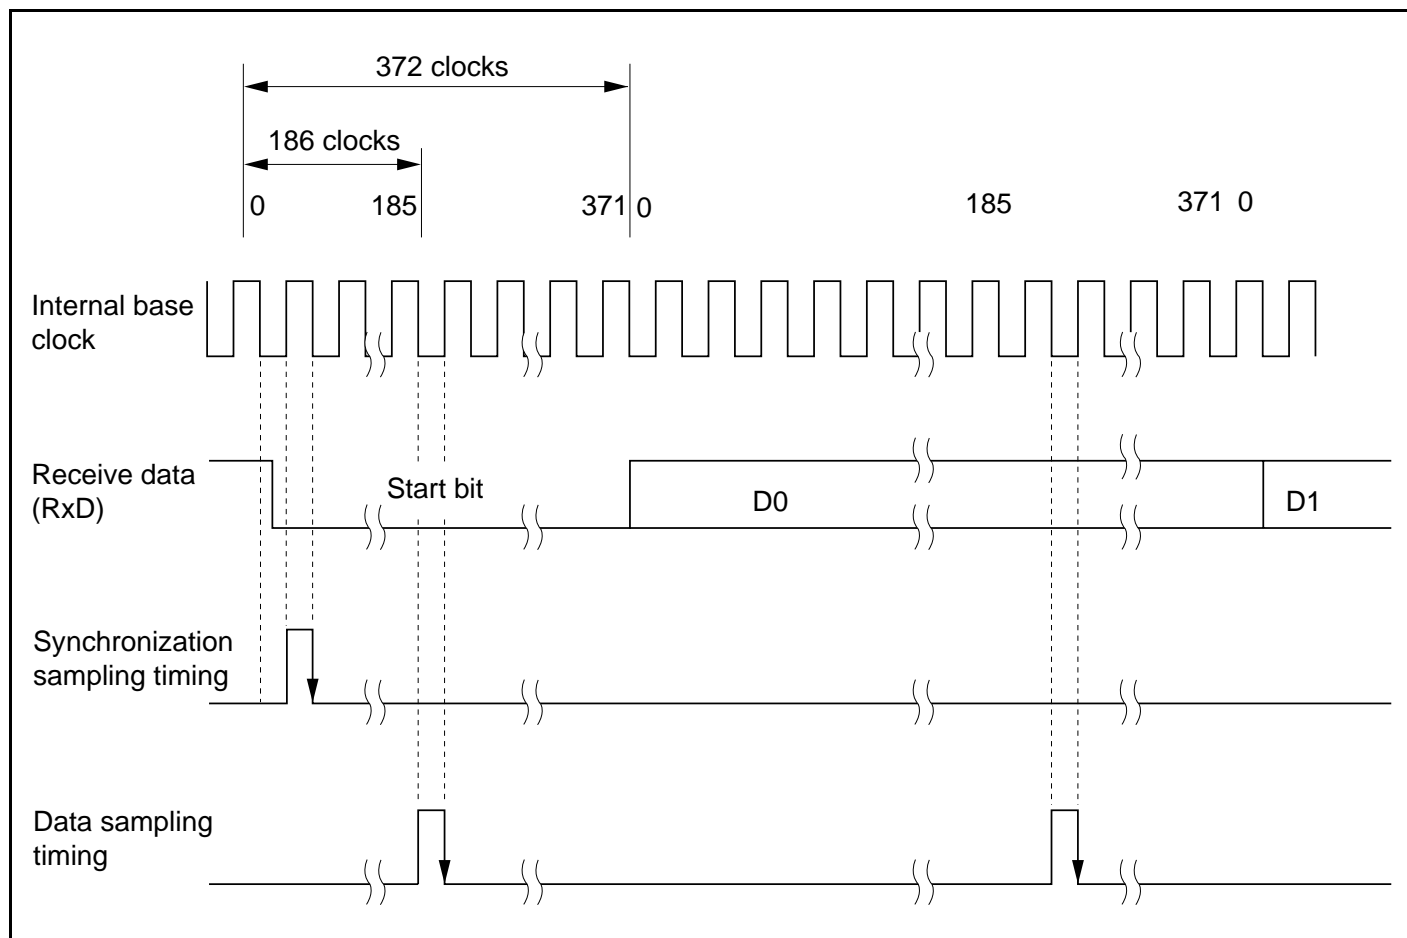 372 clocks
186 clocks
0 185 371 0 185 371 0
Internal base
clock
Receive data
(RxD)
Start bit
D0
D1
Synchronization
sampling timing
Data sampling
timing